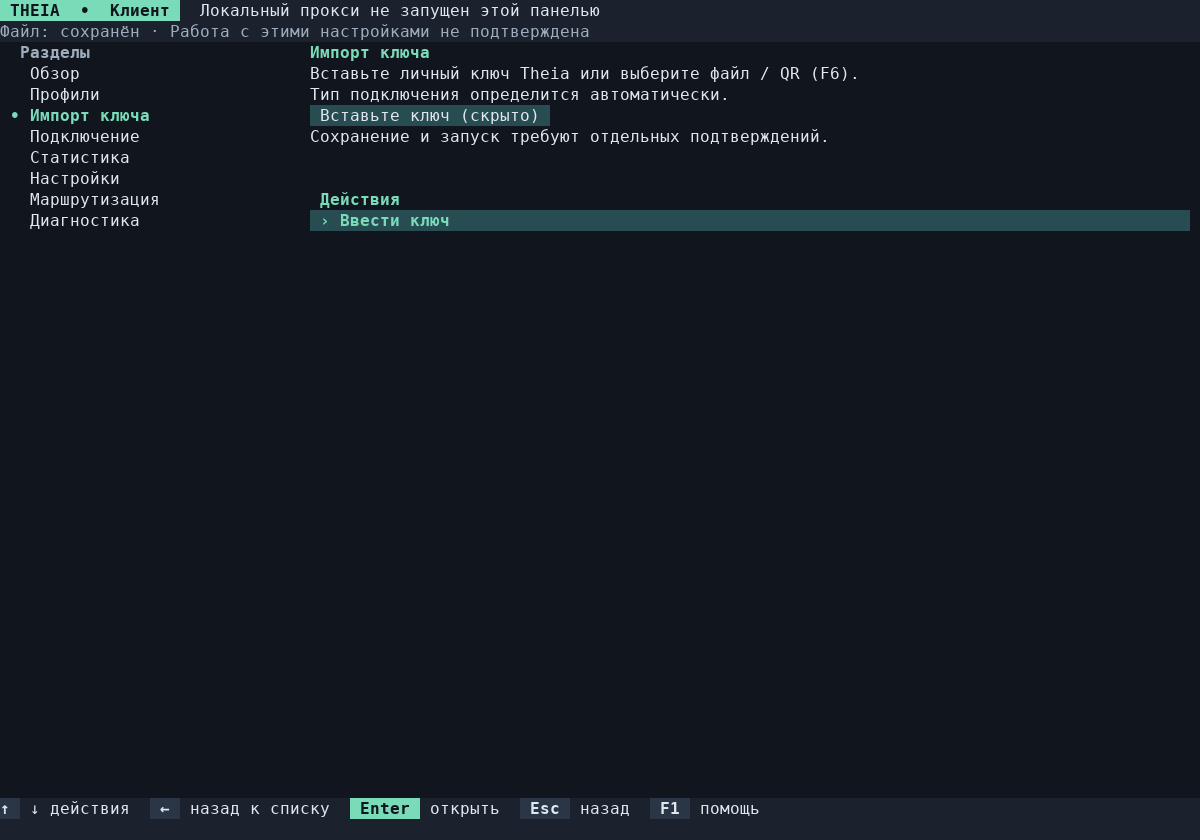 THEIA • Клиент Локальный прокси не запущен этой панелью
Файл: сохранён · Работа с этими настройками не подтверждена
Разделы
Обзор
Профили
• Импорт ключа
Подключение
Статистика
Настройки
Маршрутизация
Диагностика
Импорт ключа
Вставьте личный ключ Theia или выберите файл / QR (F6).
Тип подключения определится автоматически.
Вставьте ключ (скрыто)
Сохранение и запуск требуют отдельных подтверждений.
Действия
› Ввести ключ
↑ ↓ действия ← назад к списку Enter открыть Esc назад F1 помощь